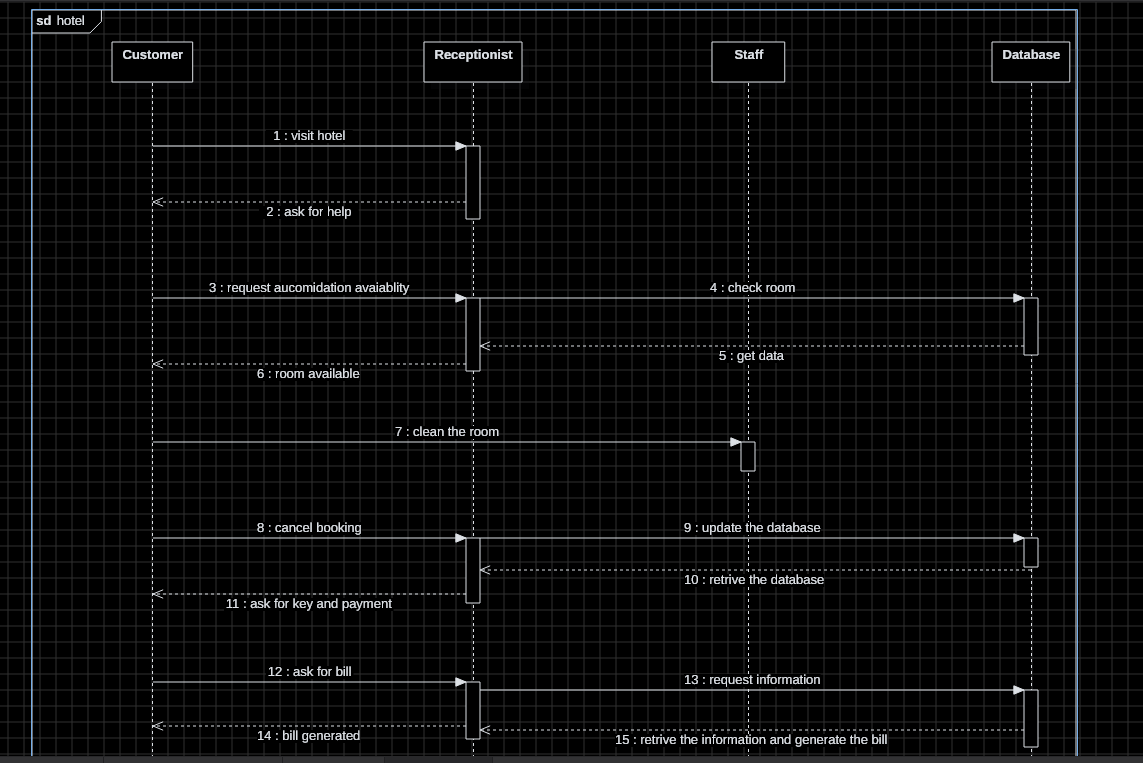 sd hotel
Customer
Receptionist
Staff
Database
1 : visit hotel
2 : ask for help
3 : request aucomidation avaiablity
4 : check room
5 : get data
6 : room available
7 : clean the room
8 : cancel booking
9 : update the database
10 : retrive the database
11 : ask for key and payment
12 : ask for bill
13 : request information
14 : bill generated
15 : retrive the information and generate the bill